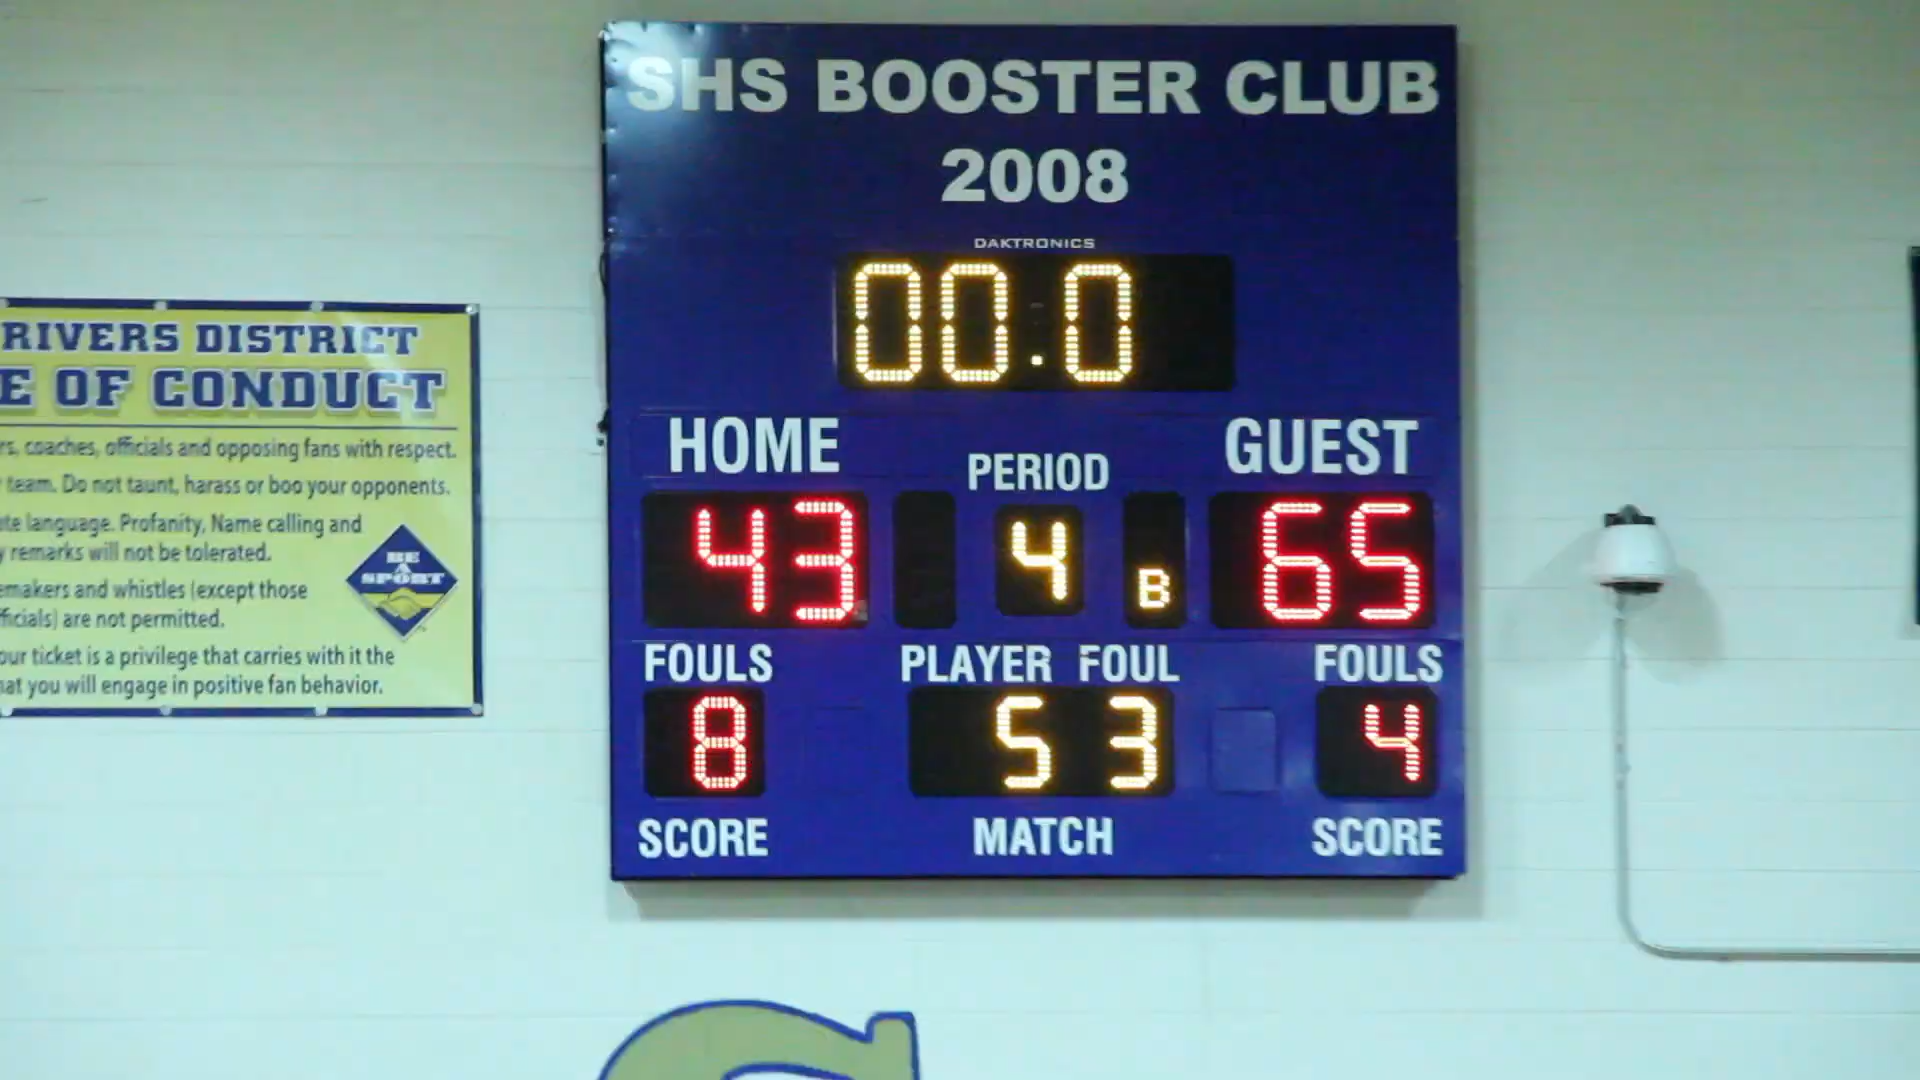 SHS BOOSTER CLUB
2008
DAKTRONICS
00.0
HOME PERIOD GUEST
43 4 B 65
FOULS PLAYER FOUL FOULS
8 5 3 4
SCORE MATCH SCORE
RIVERS DISTRICT
E OF CONDUCT
rs, coaches, officials and opposing fans with respect.
team. Do not taunt, harass or boo your opponents.
te language. Profanity, Name calling and
y remarks will not be tolerated.
emakers and whistles (except those
ficials) are not permitted.
our ticket is a privilege that carries with it the
at you will engage in positive fan behavior.
BE
A
SPORT